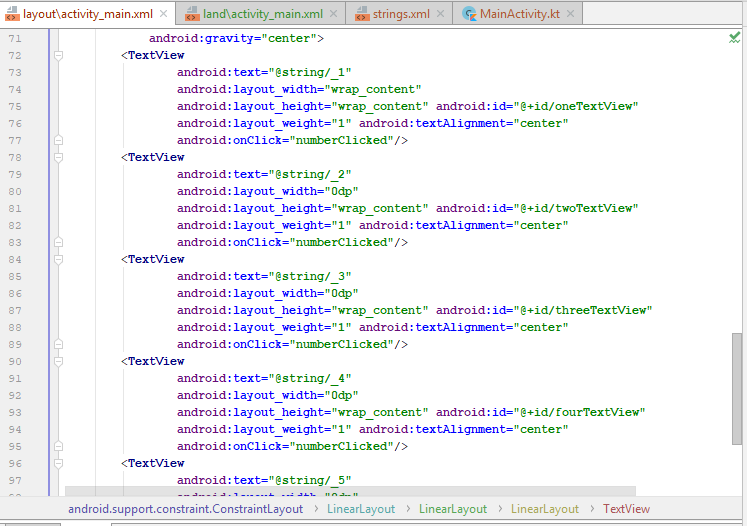 layout\activity_main.xml land\activity_main.xml strings.xml MainActivity.kt
71 android:gravity="center">
72 <TextView
73 android:text="@string/_1"
74 android:layout_width="wrap_content"
75 android:layout_height="wrap_content" android:id="@+id/oneTextView"
76 android:layout_weight="1" android:textAlignment="center"
77 android:onClick="numberClicked"/>
78 <TextView
79 android:text="@string/_2"
80 android:layout_width="0dp"
81 android:layout_height="wrap_content" android:id="@+id/twoTextView"
82 android:layout_weight="1" android:textAlignment="center"
83 android:onClick="numberClicked"/>
84 <TextView
85 android:text="@string/_3"
86 android:layout_width="0dp"
87 android:layout_height="wrap_content" android:id="@+id/threeTextView"
88 android:layout_weight="1" android:textAlignment="center"
89 android:onClick="numberClicked"/>
90 <TextView
91 android:text="@string/_4"
92 android:layout_width="0dp"
93 android:layout_height="wrap_content" android:id="@+id/fourTextView"
94 android:layout_weight="1" android:textAlignment="center"
95 android:onClick="numberClicked"/>
96 <TextView
97 android:text="@string/_5"
android.support.constraint.ConstraintLayout LinearLayout LinearLayout LinearLayout TextView